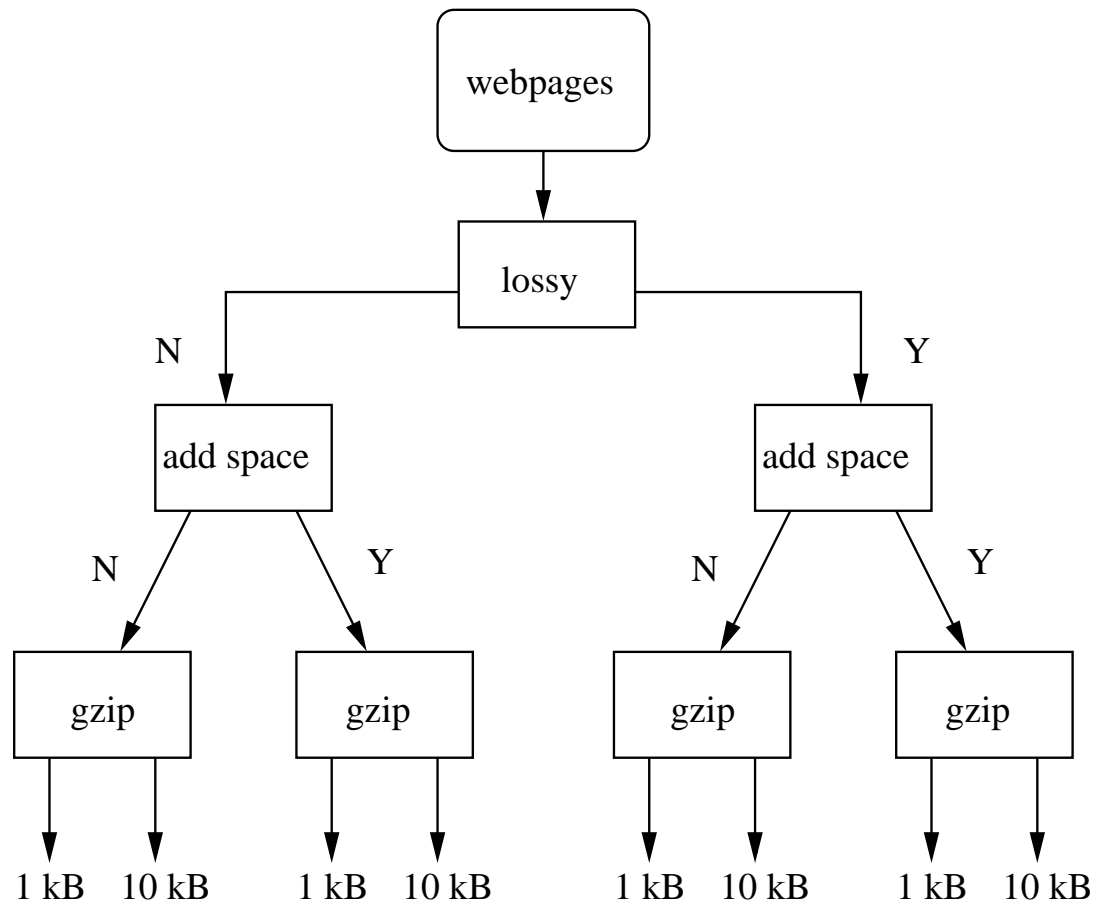 webpages
lossy
N
Y
add space
add space
N
Y
N
Y
gzip
gzip
gzip
gzip
1 kB
10 kB
1 kB
10 kB
1 kB
10 kB
1 kB
10 kB